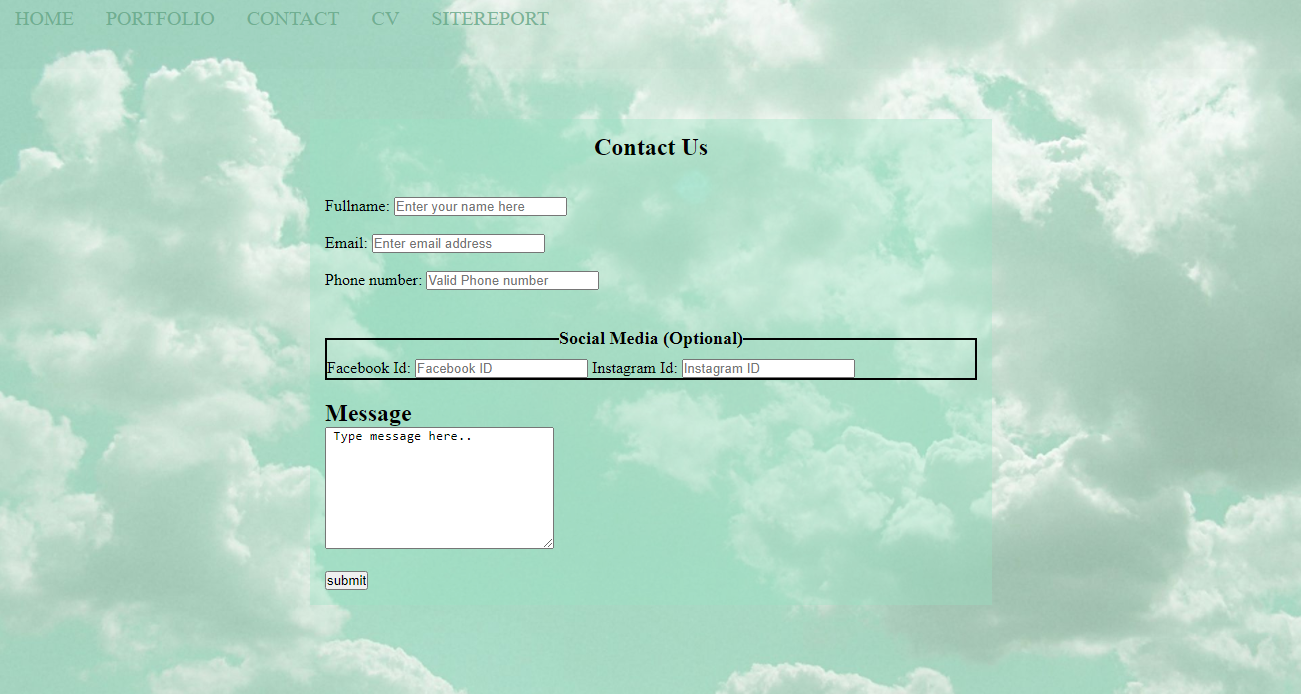 HOME PORTFOLIO CONTACT CV SITEREPORT
Contact Us
Fullname: Enter your name here
Email: Enter email address
Phone number: Valid Phone number
Social Media (Optional)
Facebook Id: Facebook ID Instagram Id: Instagram ID
Message
Type message here..
submit